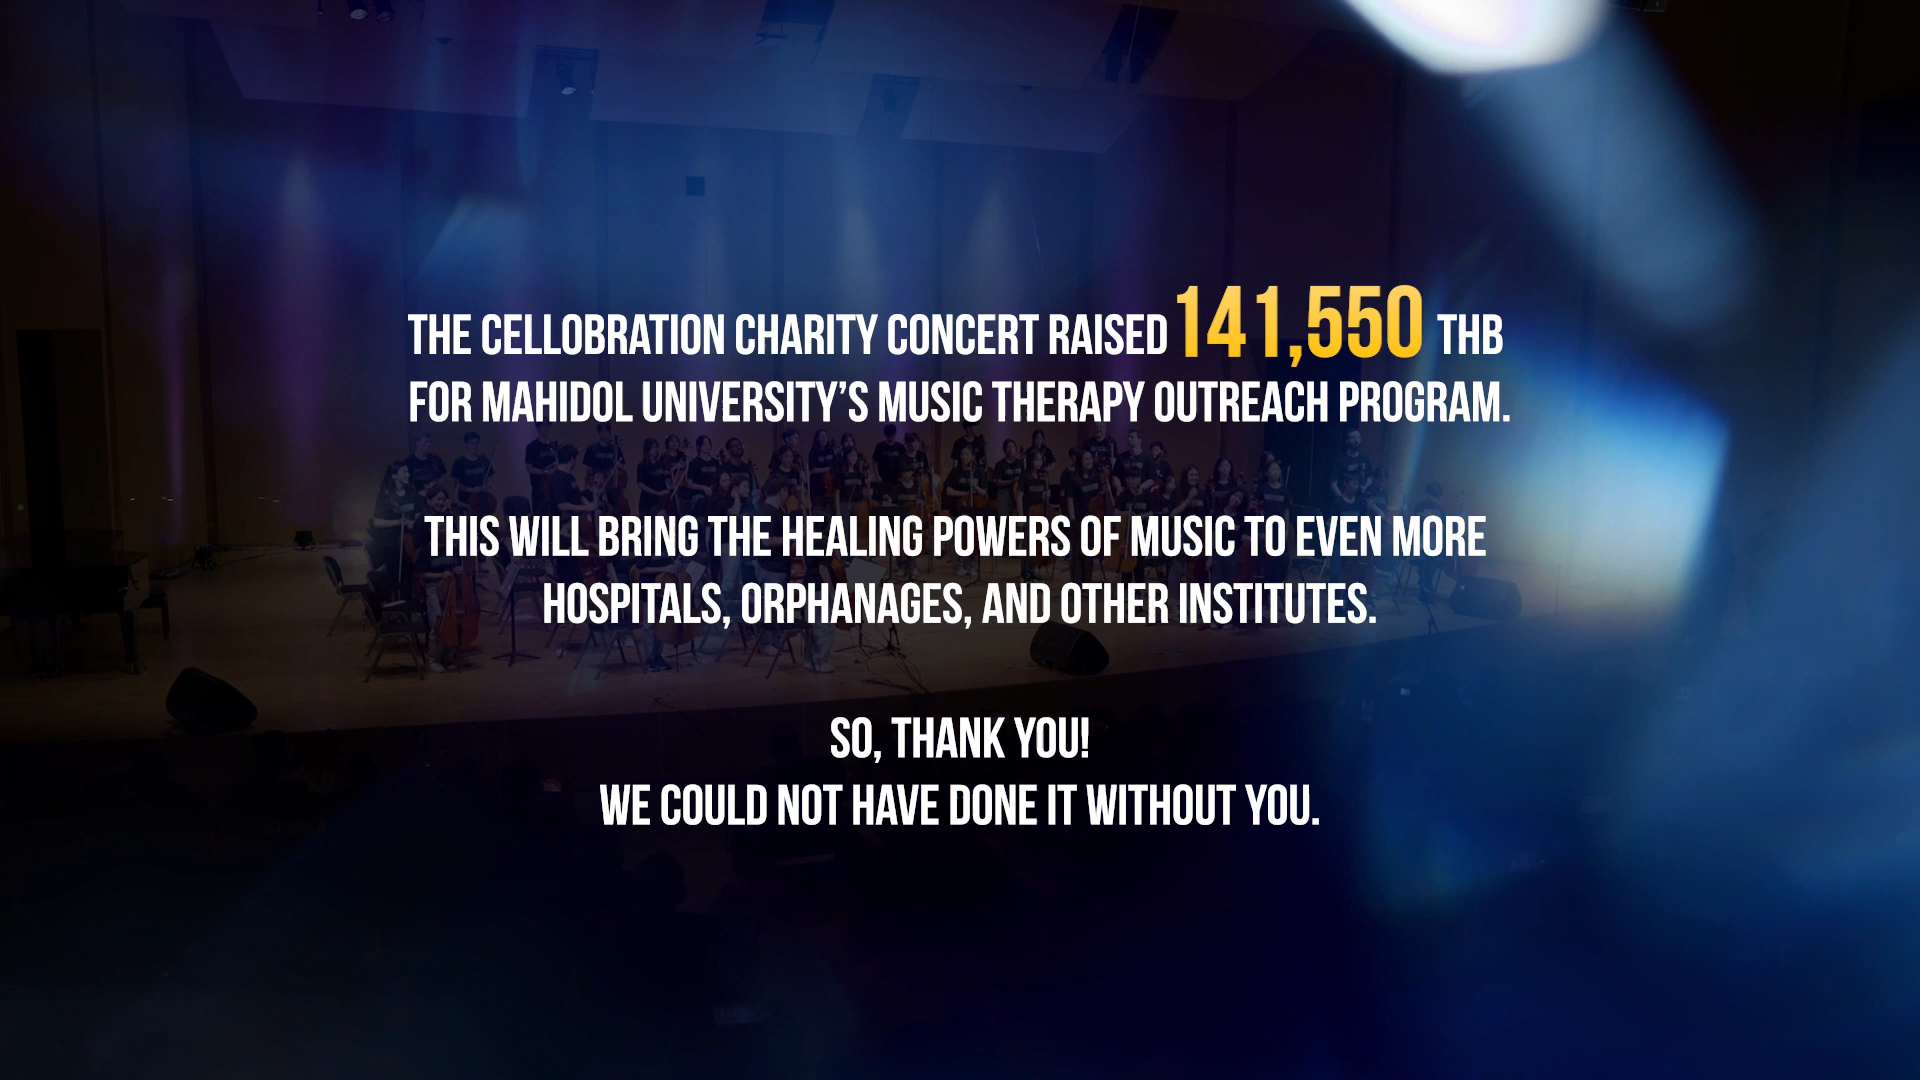 THE CELLOBRATION CHARITY CONCERT RAISED 141,550 THB
FOR MAHIDOL UNIVERSITY’S MUSIC THERAPY OUTREACH PROGRAM.
THIS WILL BRING THE HEALING POWERS OF MUSIC TO EVEN MORE
HOSPITALS, ORPHANAGES, AND OTHER INSTITUTES.
SO, THANK YOU!
WE COULD NOT HAVE DONE IT WITHOUT YOU.